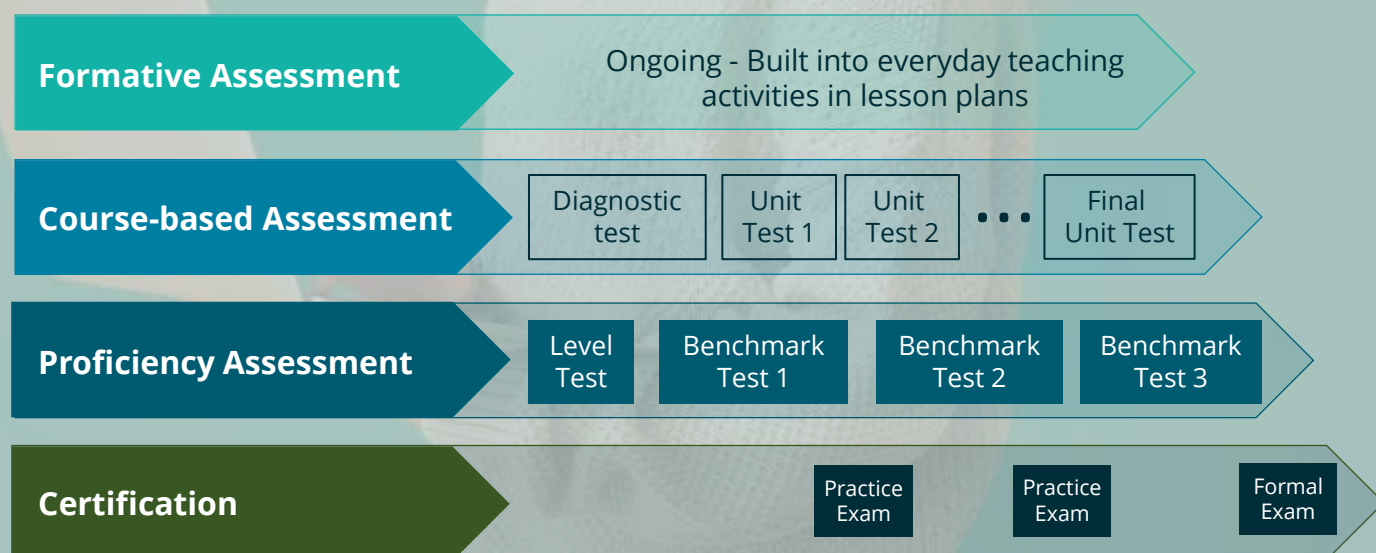 Formative Assessment
Ongoing - Built into everyday teaching
activities in lesson plans
Course-based Assessment
Diagnostic
test
Unit
Test 1
Unit
Test 2
...
Final
Unit Test
Proficiency Assessment
Level
Test
Benchmark
Test 1
Benchmark
Test 2
Benchmark
Test 3
Certification
Practice
Exam
Practice
Exam
Formal
Exam